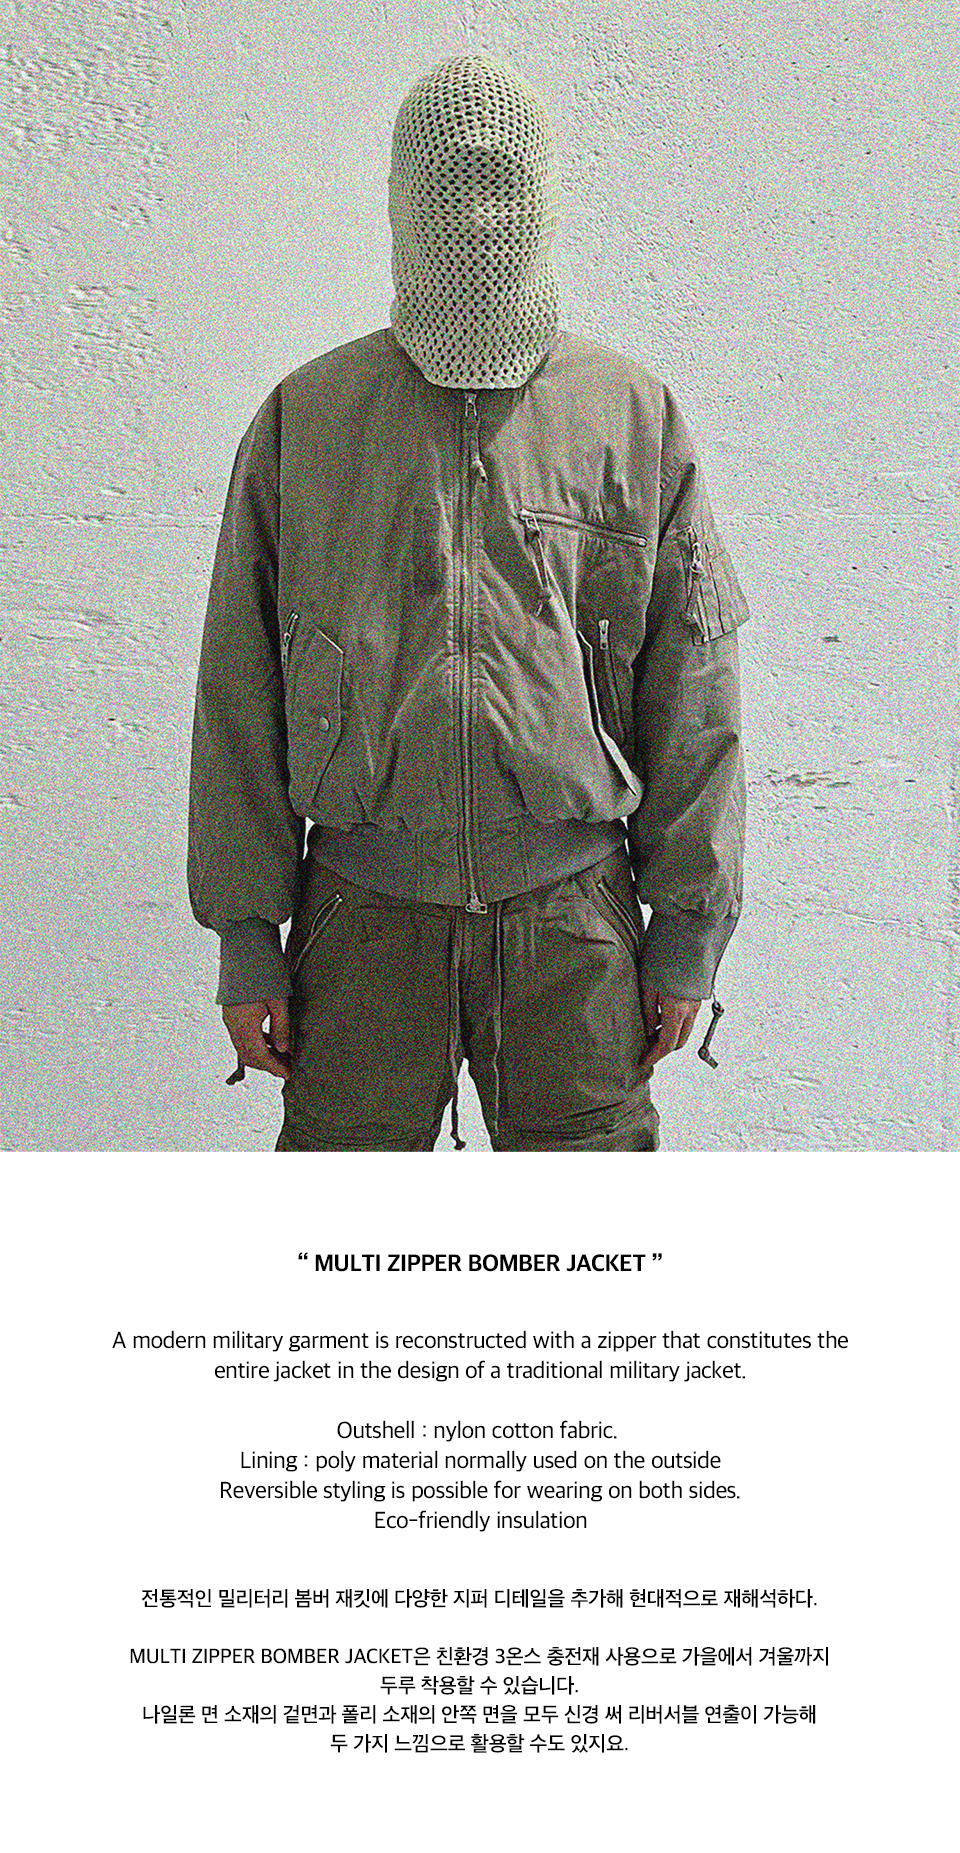 “ MULTI ZIPPER BOMBER JACKET ”
A modern military garment is reconstructed with a zipper that constitutes the
entire jacket in the design of a traditional military jacket.
Outshell : nylon cotton fabric.
Lining : poly material normally used on the outside
Reversible styling is possible for wearing on both sides.
Eco-friendly insulation
전통적인 밀리터리 봄버 재킷에 다양한 지퍼 디테일을 추가해 현대적으로 재해석하다.
MULTI ZIPPER BOMBER JACKET은 친환경 3온스 충전재 사용으로 가을에서 겨울까지
두루 착용할 수 있습니다.
나일론 면 소재의 겉면과 폴리 소재의 안쪽 면을 모두 신경 써 리버서블 연출이 가능해
두 가지 느낌으로 활용할 수도 있지요.